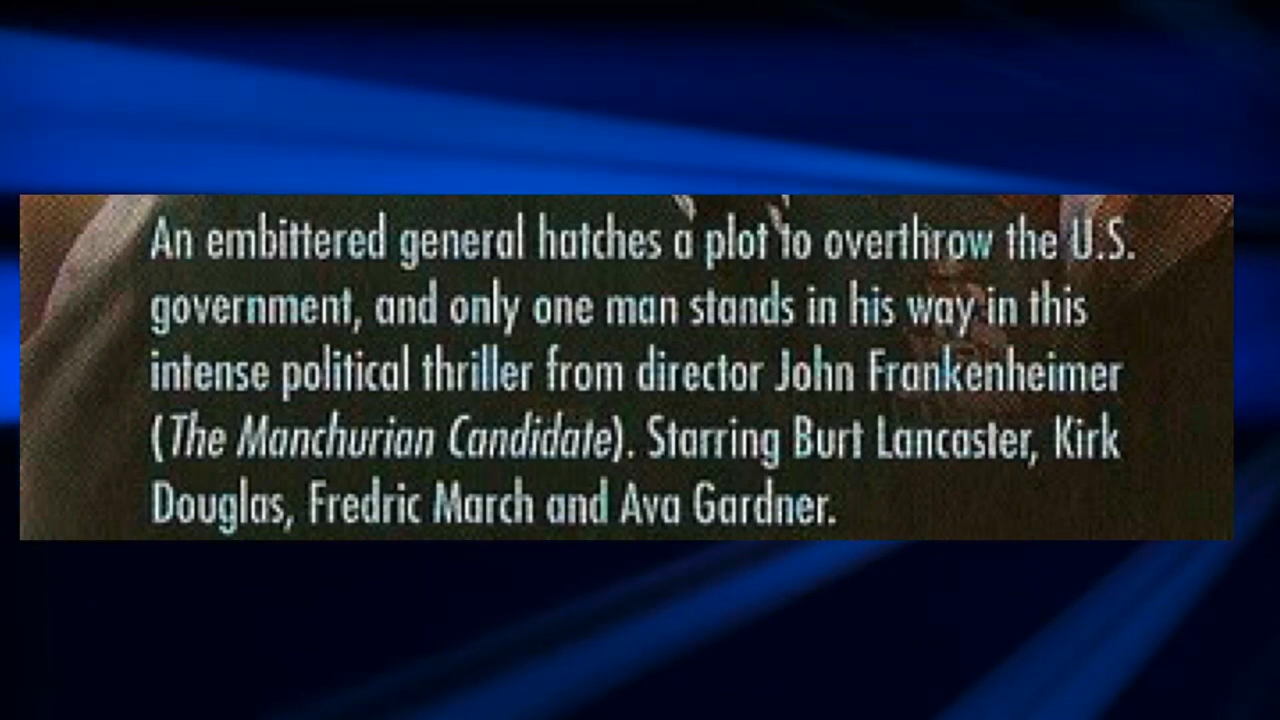 An embittered general hatches a plot to overthrow the U.S.
government, and only one man stands in his way in this
intense political thriller from director John Frankenheimer
(The Manchurian Candidate). Starring Burt Lancaster, Kirk
Douglas, Fredric March and Ava Gardner.